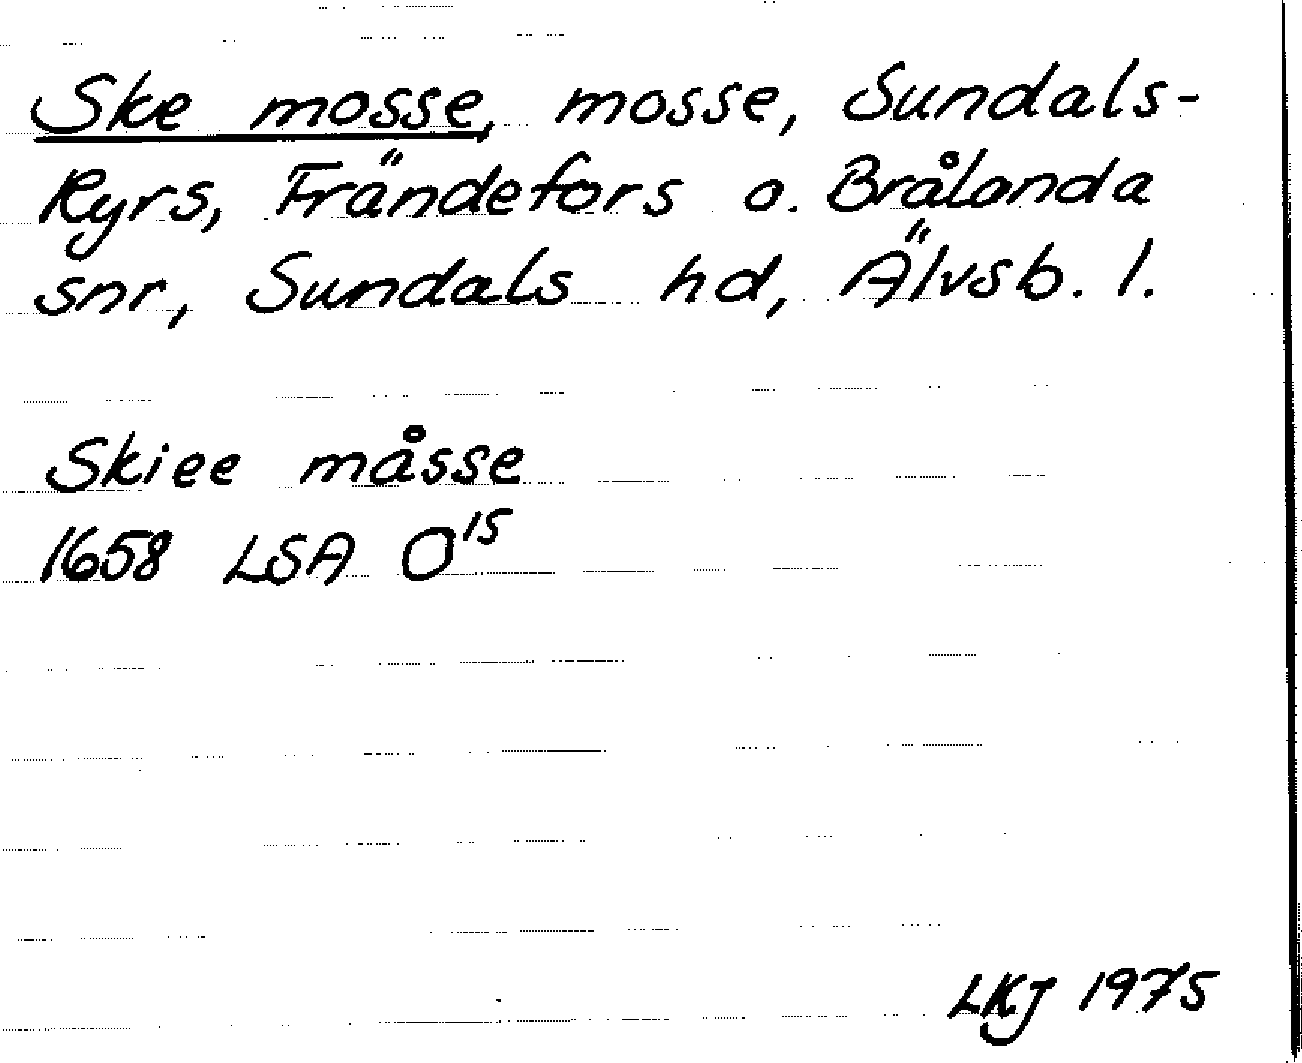 Ske mosse, mosse, Sundals-
Ryrs, Frändefors o. Brålanda
snr, Sundals hd, Älvsb. l.
Skiee måsse
1658 LSA O¹⁵
LKJ 1975